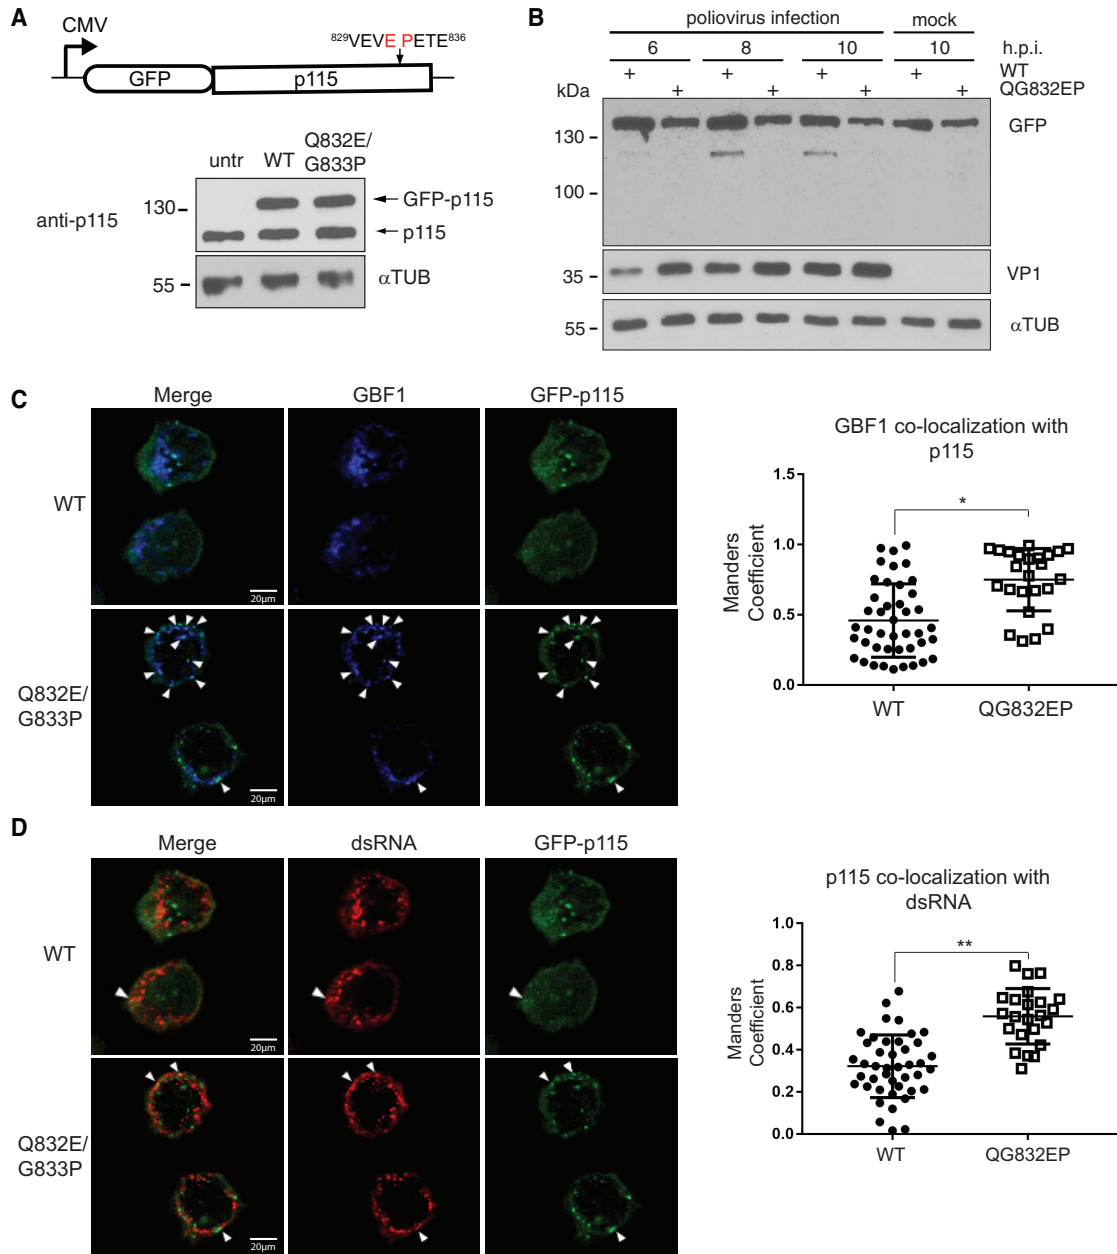 A
CMV
⁸²⁹VEVE PETE⁸³⁶
GFP
p115
untr
WT
Q832E/
G833P
anti-p115
130
GFP-p115
p115
55
αTUB
B
poliovirus infection
mock
6
8
10
10
h.p.i.
+
+
+
+
WT
+
+
+
+
QG832EP
kDa
130
100
GFP
35
VP1
55
αTUB
C
Merge
GBF1
GFP-p115
WT
20µm
Q832E/
G833P
20µm
GBF1 co-localization with
p115
Manders
Coefficient
1.5
1.0
0.5
0.0
*
WT
QG832EP
D
Merge
dsRNA
GFP-p115
WT
20µm
Q832E/
G833P
20µm
p115 co-localization with
dsRNA
Manders
Coefficient
1.0
0.8
0.6
0.4
0.2
0.0
**
WT
QG832EP